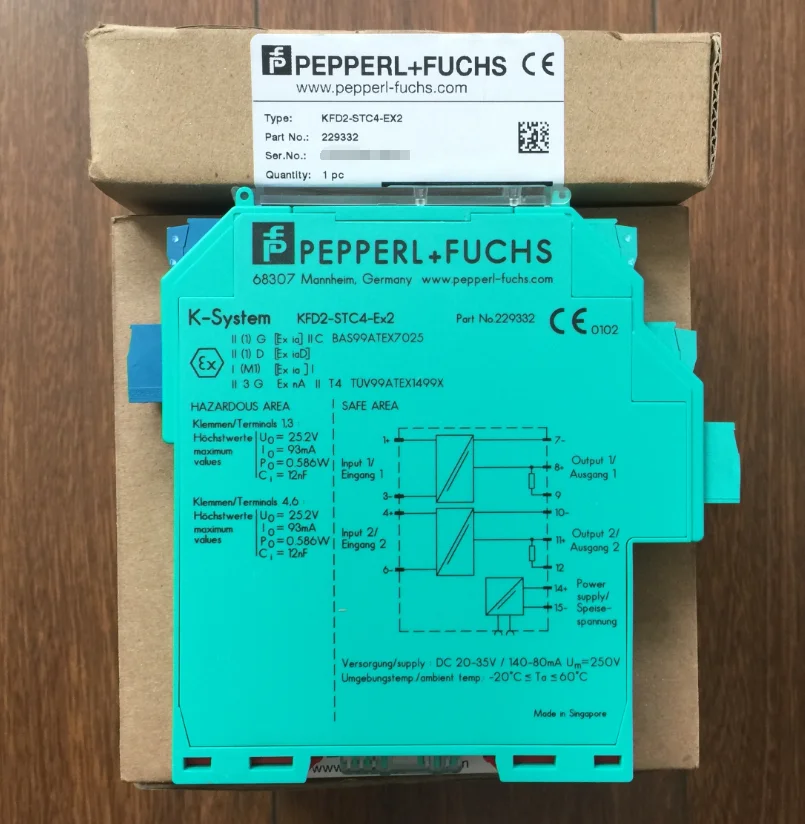 PEPPERL+FUCHS CE
www.pepperl-fuchs.com
Type: KFD2-STC4-EX2
Part No.: 229332
Ser.No.:
Quantity: 1 pc
PEPPERL+FUCHS
68307 Mannheim, Germany www.pepperl-fuchs.com
K-System KFD2-STC4-Ex2 Part No.229332 CE 0102
Ex
II (1) G [Ex ia] IIC BAS99ATEX7025
II (1) D [Ex iaD]
I (M1) [Ex ia] I
II 3 G Ex nA II T4 TÜV99ATEX1499X
HAZARDOUS AREA
Klemmen/Terminals 1,3
Höchstwerte U0 = 25.2V
maximum I0 = 93mA
values P0 = 0.586W
Ci = 12nF
Klemmen/Terminals 4,6
Höchstwerte U0 = 25.2V
maximum I0 = 93mA
values P0 = 0.586W
Ci = 12nF
SAFE AREA
1+
Input 1/
Eingang 1
3-
4+
Input 2/
Eingang 2
6-
7-
8+
Output 1/
Ausgang 1
9
10-
11+
Output 2/
Ausgang 2
12
14+
15-
Power
supply/
Speise-
spannung
Versorgung/supply : DC 20-35V / 140-80mA Um=250V
Umgebungstemp./ambient temp.: -20°C ≤ Ta ≤ 60°C
Made in Singapore
www.